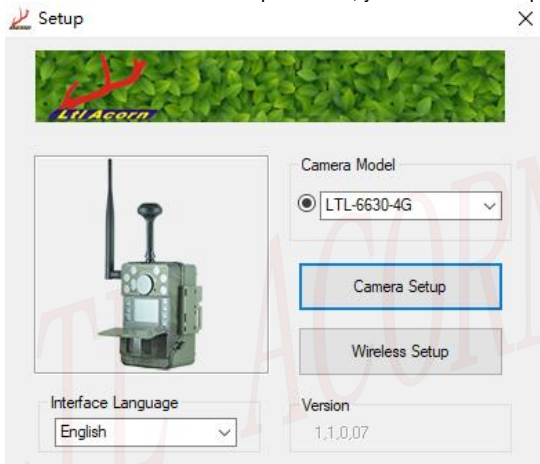 Setup
Ltl Acorn
Camera Model
LTL-6630-4G
Camera Setup
Wireless Setup
Interface Language
English
Version
1,1,0,07